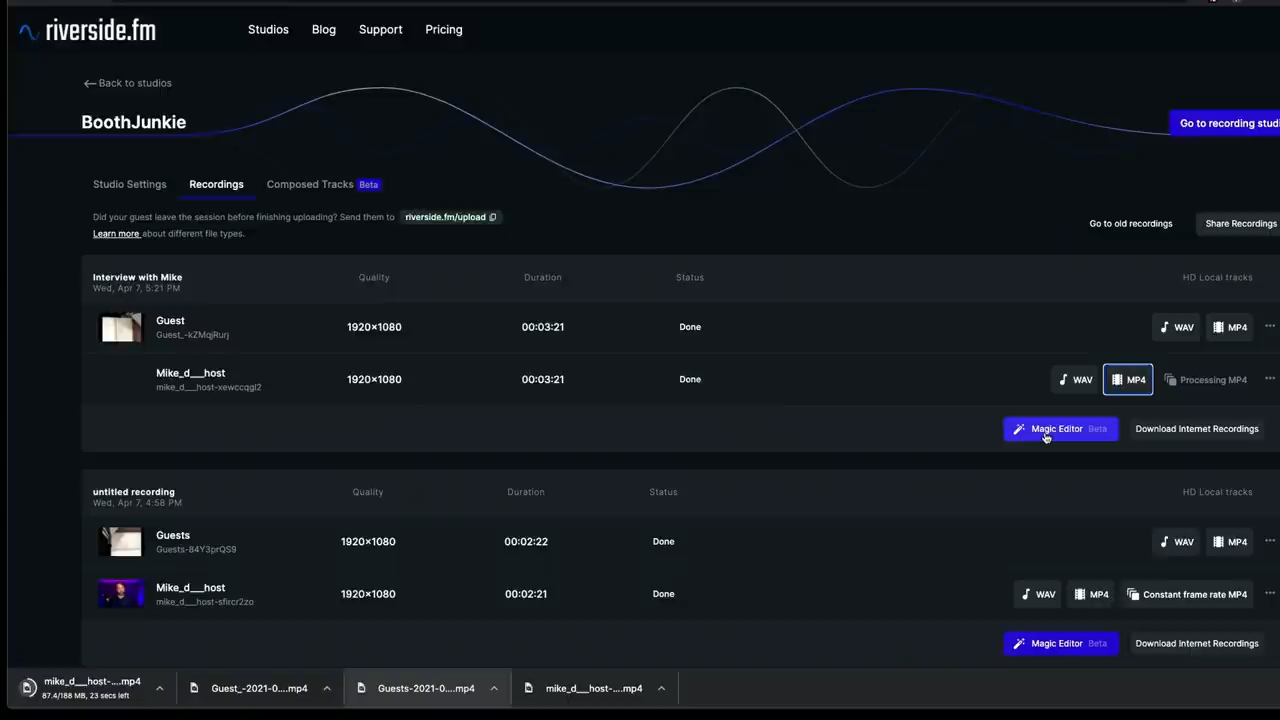 riverside.fm
Studios Blog Support Pricing
Back to studios
BoothJunkie
Go to recording studi
Studio Settings Recordings Composed Tracks Beta
Did your guest leave the session before finishing uploading? Send them to riverside.fm/upload
Learn more about different file types.
Go to old recordings Share Recordings
Interview with Mike Quality Duration Status HD Local tracks
Wed, Apr 7, 5:21 PM
Guest
Guest_-kZMqjRurj
1920×1080 00:03:21 Done WAV MP4
Mike_d___host
mike_d___host-xewccqgl2
1920×1080 00:03:21 Done WAV MP4 Processing MP4
Magic Editor Beta Download Internet Recordings
untitled recording Quality Duration Status HD Local tracks
Wed, Apr 7, 4:58 PM
Guests
Guests-84Y3prQS9
1920×1080 00:02:22 Done WAV MP4
Mike_d___host
mike_d___host-sfircr2zo
1920×1080 00:02:21 Done WAV MP4 Constant frame rate MP4
Magic Editor Beta Download Internet Recordings
mike_d___host-....mp4
87.4/188 MB, 23 secs left
Guest_-2021-0....mp4
Guests-2021-0....mp4
mike_d___host-....mp4